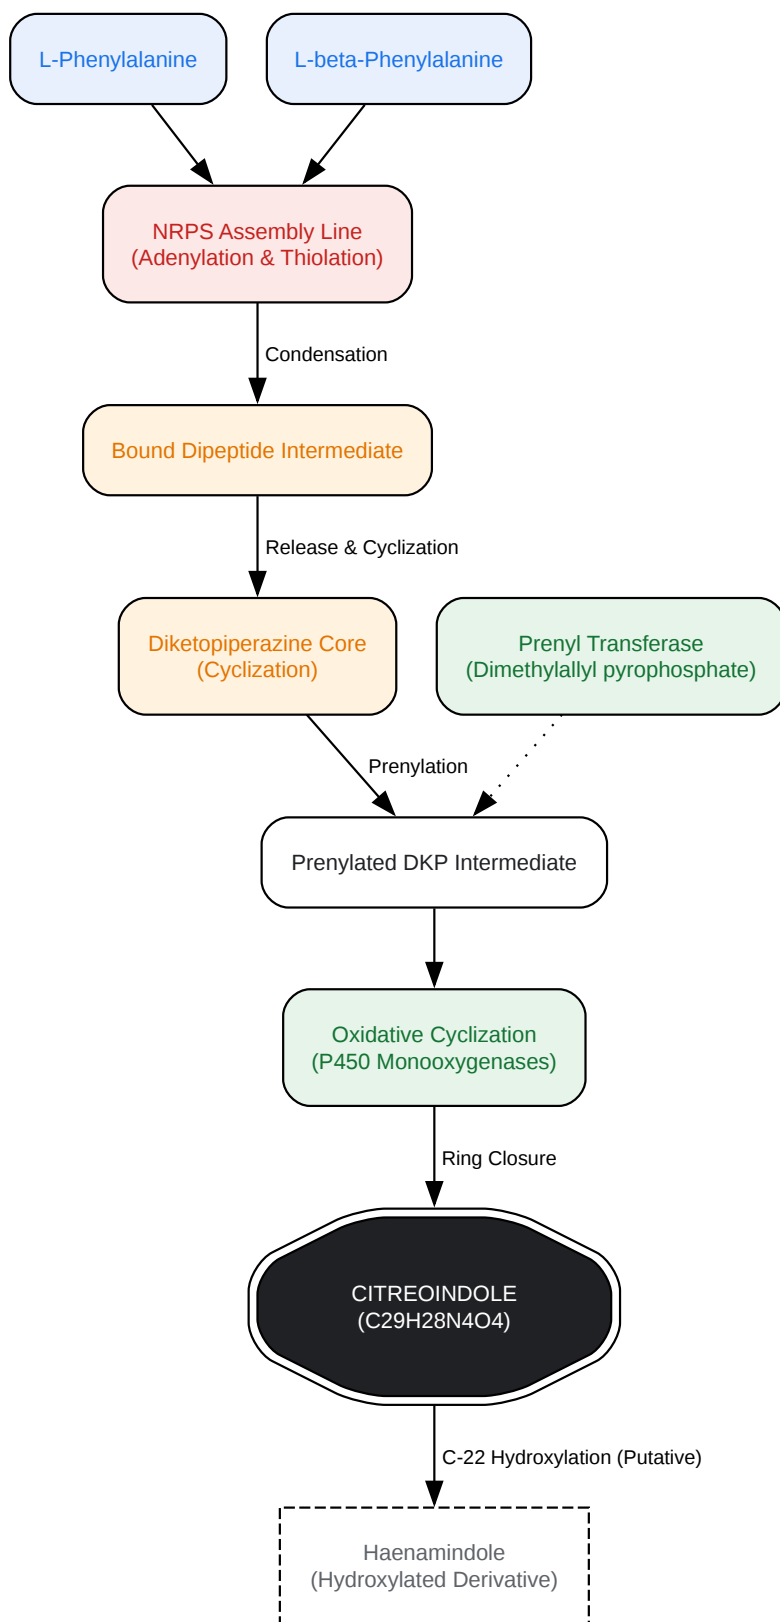 L-Phenylalanine
L-beta-Phenylalanine
NRPS Assembly Line
(Adenylation & Thiolation)
Condensation
Bound Dipeptide Intermediate
Release & Cyclization
Diketopiperazine Core
(Cyclization)
Prenyl Transferase
(Dimethylallyl pyrophosphate)
Prenylation
Prenylated DKP Intermediate
Oxidative Cyclization
(P450 Monooxygenases)
Ring Closure
CITREOINDOLE
(C29H28N4O4)
C-22 Hydroxylation (Putative)
Haenamindole
(Hydroxylated Derivative)